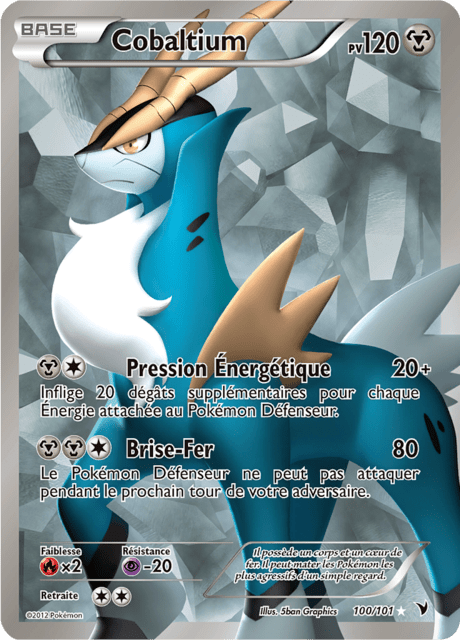 BASE Cobaltium PV120
Pression Énergétique 20+
Inflige 20 dégâts supplémentaires pour chaque
Énergie attachée au Pokémon Défenseur.
Brise-Fer 80
Le Pokémon Défenseur ne peut pas attaquer
pendant le prochain tour de votre adversaire.
Faiblesse Résistance
×2 -20
Il possède un corps et un cœur de
fer. Il peut mater les Pokémon les
plus agressifs d'un simple regard.
Retraite
©2012 Pokémon Illus. 5ban Graphics 100/101